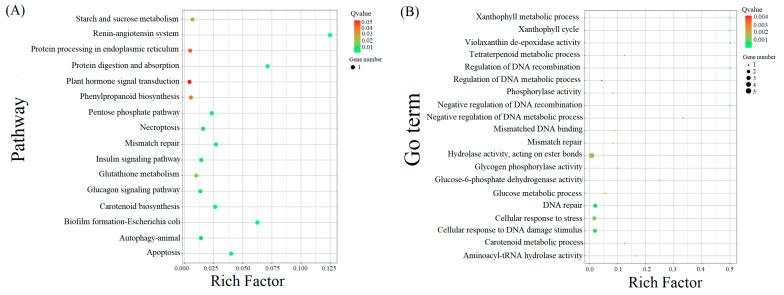 (A)
Pathway
Starch and sucrose metabolism
Renin-angiotensin system
Protein processing in endoplasmic reticulum
Protein digestion and absorption
Plant hormone signal transduction
Phenylpropanoid biosynthesis
Pentose phosphate pathway
Necroptosis
Mismatch repair
Insulin signaling pathway
Glutathione metabolism
Glucagon signaling pathway
Carotenoid biosynthesis
Biofilm formation-Escherichia coli
Autophagy-animal
Apoptosis
0.000 0.025 0.050 0.075 0.100 0.125
Rich Factor
Qvalue
0.05
0.04
0.03
0.02
0.01
Gene number
1
(B)
Go term
Xanthophyll metabolic process
Xanthophyll cycle
Violaxanthin de-epoxidase activity
Tetraterpenoid metabolic process
Regulation of DNA recombination
Regulation of DNA metabolic process
Phosphorylase activity
Negative regulation of DNA recombination
Negative regulation of DNA metabolic process
Mismatched DNA binding
Mismatch repair
Hydrolase activity, acting on ester bonds
Glycogen phosphorylase activity
Glucose-6-phosphate dehydrogenase activity
Glucose metabolic process
DNA repair
Cellular response to stress
Cellular response to DNA damage stimulus
Carotenoid metabolic process
Aminoacyl-tRNA hydrolase activity
0.0 0.1 0.2 0.3 0.4 0.5
Rich Factor
Qvalue
0.004
0.003
0.002
0.001
Gene number
1
2
3
4
5